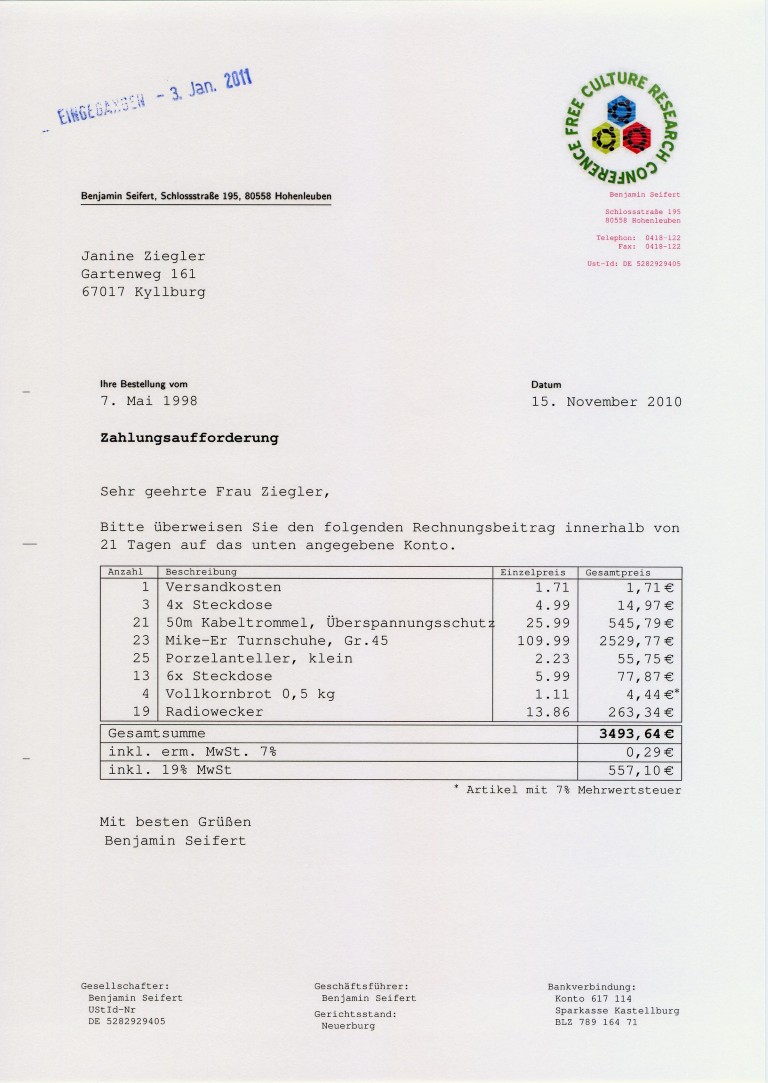 EINGEGANGEN - 3. Jan. 2011
FREE CULTURE RESEARCH CONFERENCE
Benjamin Seifert
Schlossstraße 195
80558 Hohenleuben
Telephon: 0418-122
Fax: 0418-122
Ust-Id: DE 5282929405
Benjamin Seifert, Schlossstraße 195, 80558 Hohenleuben
Janine Ziegler
Gartenweg 161
67017 Kyllburg
Ihre Bestellung vom Datum
7. Mai 1998 15. November 2010
Zahlungsaufforderung
Sehr geehrte Frau Ziegler,
Bitte überweisen Sie den folgenden Rechnungsbeitrag innerhalb von
21 Tagen auf das unten angegebene Konto.
Anzahl Beschreibung Einzelpreis Gesamtpreis
1 Versandkosten 1.71 1,71€
3 4x Steckdose 4.99 14,97€
21 50m Kabeltrommel, Überspannungsschutz 25.99 545,79€
23 Mike-Er Turnschuhe, Gr.45 109.99 2529,77€
25 Porzelanteller, klein 2.23 55,75€
13 6x Steckdose 5.99 77,87€
4 Vollkornbrot 0,5 kg 1.11 4,44€*
19 Radiowecker 13.86 263,34€
Gesamtsumme 3493,64€
inkl. erm. MwSt. 7% 0,29€
inkl. 19% MwSt 557,10€
* Artikel mit 7% Mehrwertsteuer
Mit besten Grüßen
Benjamin Seifert
Gesellschafter: Geschäftsführer: Bankverbindung:
Benjamin Seifert Benjamin Seifert Konto 617 114
UStId-Nr Gerichtsstand: Sparkasse Kastellburg
DE 5282929405 Neuerburg BLZ 789 164 71